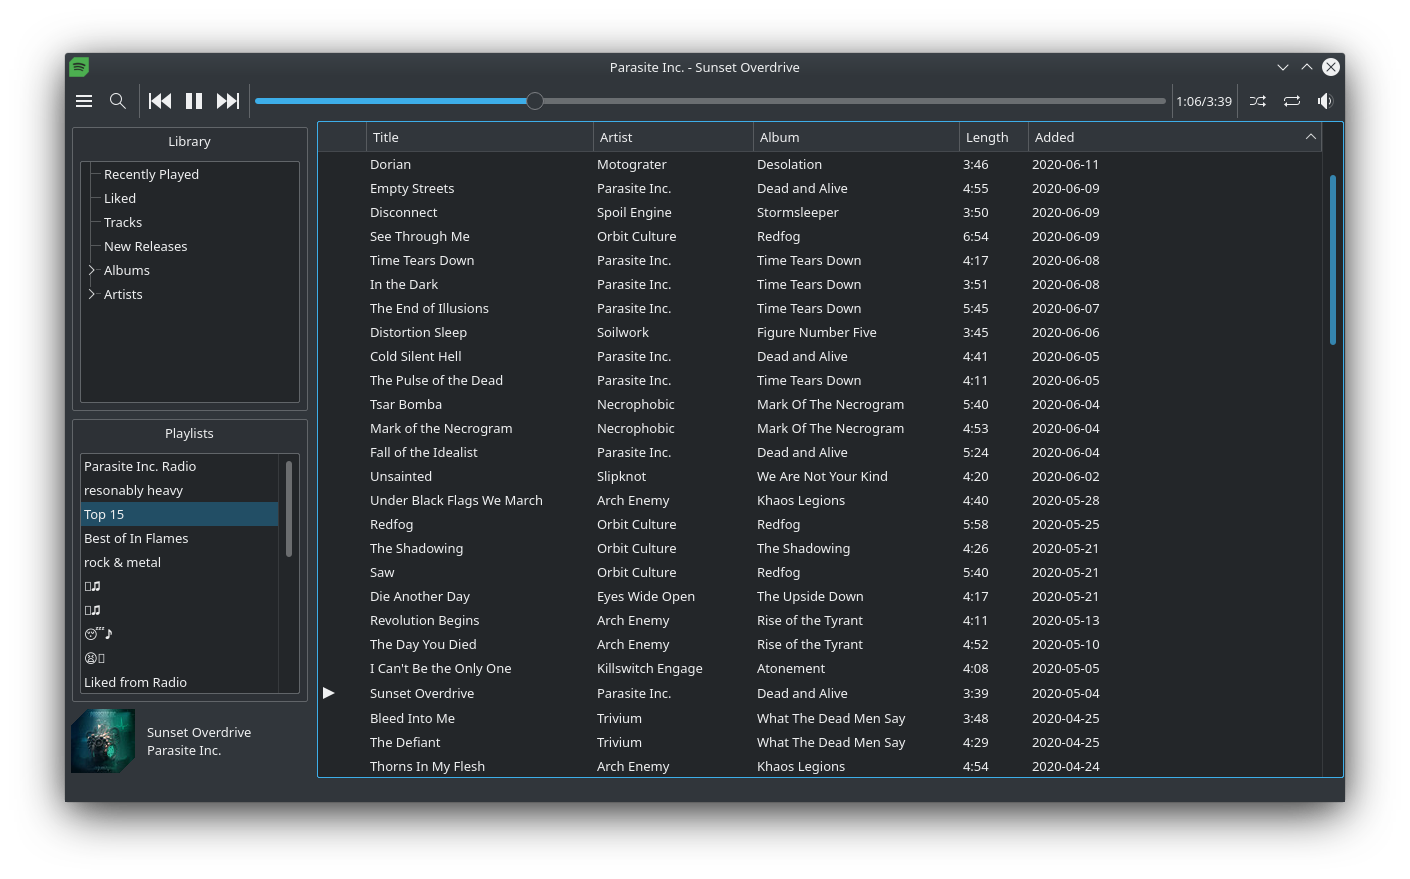 Parasite Inc. - Sunset Overdrive
1:06/3:39
Library
Recently Played
Liked
Tracks
New Releases
Albums
Artists
Playlists
Parasite Inc. Radio
resonably heavy
Top 15
Best of In Flames
rock & metal
♫
♫
😴♪
😫
Liked from Radio
Sunset Overdrive
Parasite Inc.
Title Artist Album Length Added
Dorian Motograter Desolation 3:46 2020-06-11
Empty Streets Parasite Inc. Dead and Alive 4:55 2020-06-09
Disconnect Spoil Engine Stormsleeper 3:50 2020-06-09
See Through Me Orbit Culture Redfog 6:54 2020-06-09
Time Tears Down Parasite Inc. Time Tears Down 4:17 2020-06-08
In the Dark Parasite Inc. Time Tears Down 3:51 2020-06-08
The End of Illusions Parasite Inc. Time Tears Down 5:45 2020-06-07
Distortion Sleep Soilwork Figure Number Five 3:45 2020-06-06
Cold Silent Hell Parasite Inc. Dead and Alive 4:41 2020-06-05
The Pulse of the Dead Parasite Inc. Time Tears Down 4:11 2020-06-05
Tsar Bomba Necrophobic Mark Of The Necrogram 5:40 2020-06-04
Mark of the Necrogram Necrophobic Mark Of The Necrogram 4:53 2020-06-04
Fall of the Idealist Parasite Inc. Dead and Alive 5:24 2020-06-04
Unsainted Slipknot We Are Not Your Kind 4:20 2020-06-02
Under Black Flags We March Arch Enemy Khaos Legions 4:40 2020-05-28
Redfog Orbit Culture Redfog 5:58 2020-05-25
The Shadowing Orbit Culture The Shadowing 4:26 2020-05-21
Saw Orbit Culture Redfog 5:40 2020-05-21
Die Another Day Eyes Wide Open The Upside Down 4:17 2020-05-21
Revolution Begins Arch Enemy Rise of the Tyrant 4:11 2020-05-13
The Day You Died Arch Enemy Rise of the Tyrant 4:52 2020-05-10
I Can't Be the Only One Killswitch Engage Atonement 4:08 2020-05-05
Sunset Overdrive Parasite Inc. Dead and Alive 3:39 2020-05-04
Bleed Into Me Trivium What The Dead Men Say 3:48 2020-04-25
The Defiant Trivium What The Dead Men Say 4:29 2020-04-25
Thorns In My Flesh Arch Enemy Khaos Legions 4:54 2020-04-24